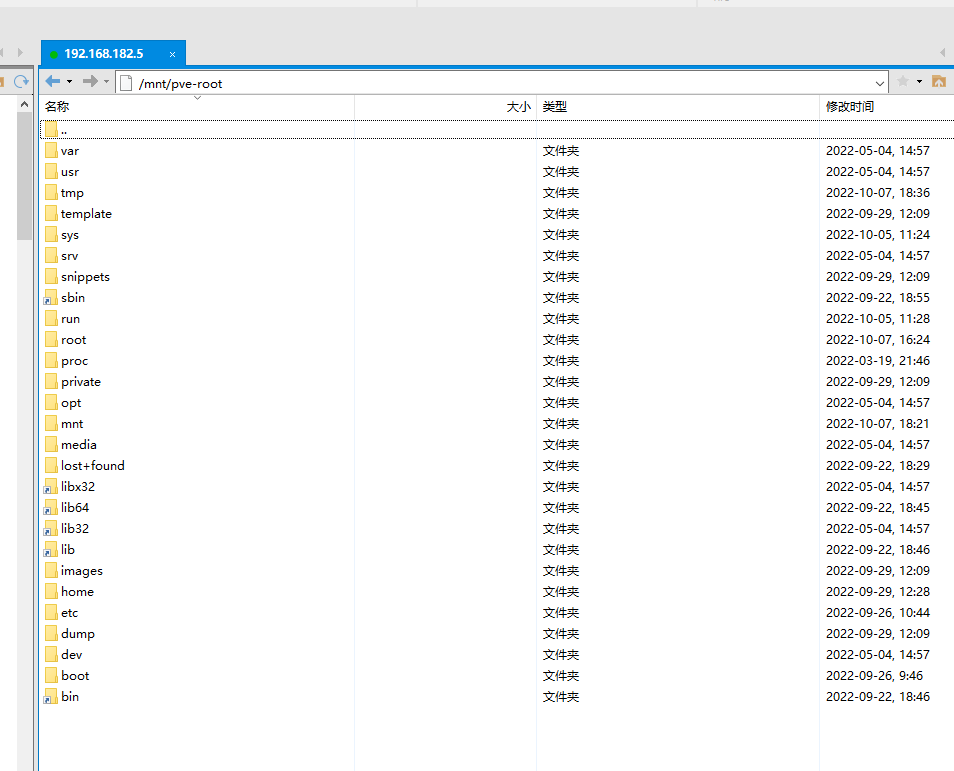 192.168.182.5 ×
/mnt/pve-root
名称 大小 类型 修改时间
..
var 文件夹 2022-05-04, 14:57
usr 文件夹 2022-05-04, 14:57
tmp 文件夹 2022-10-07, 18:36
template 文件夹 2022-09-29, 12:09
sys 文件夹 2022-10-05, 11:24
srv 文件夹 2022-05-04, 14:57
snippets 文件夹 2022-09-29, 12:09
sbin 文件夹 2022-09-22, 18:55
run 文件夹 2022-10-05, 11:28
root 文件夹 2022-10-07, 16:24
proc 文件夹 2022-03-19, 21:46
private 文件夹 2022-09-29, 12:09
opt 文件夹 2022-05-04, 14:57
mnt 文件夹 2022-10-07, 18:21
media 文件夹 2022-05-04, 14:57
lost+found 文件夹 2022-09-22, 18:29
libx32 文件夹 2022-05-04, 14:57
lib64 文件夹 2022-09-22, 18:45
lib32 文件夹 2022-05-04, 14:57
lib 文件夹 2022-09-22, 18:46
images 文件夹 2022-09-29, 12:09
home 文件夹 2022-09-29, 12:28
etc 文件夹 2022-09-26, 10:44
dump 文件夹 2022-09-29, 12:09
dev 文件夹 2022-05-04, 14:57
boot 文件夹 2022-09-26, 9:46
bin 文件夹 2022-09-22, 18:46